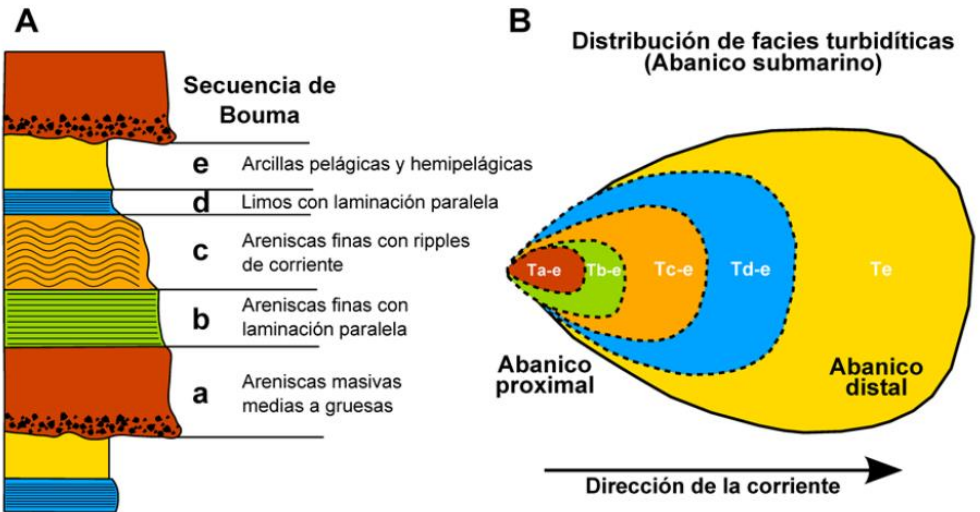 A
Secuencia de
Bouma
e
Arcillas pelágicas y hemipelágicas
d
Limos con laminación paralela
c
Areniscas finas con ripples
de corriente
b
Areniscas finas con
laminación paralela
a
Areniscas masivas
medias a gruesas
B
Distribución de facies turbidíticas
(Abanico submarino)
Ta-e
Tb-e
Tc-e
Td-e
Te
Abanico
proximal
Abanico
distal
Dirección de la corriente